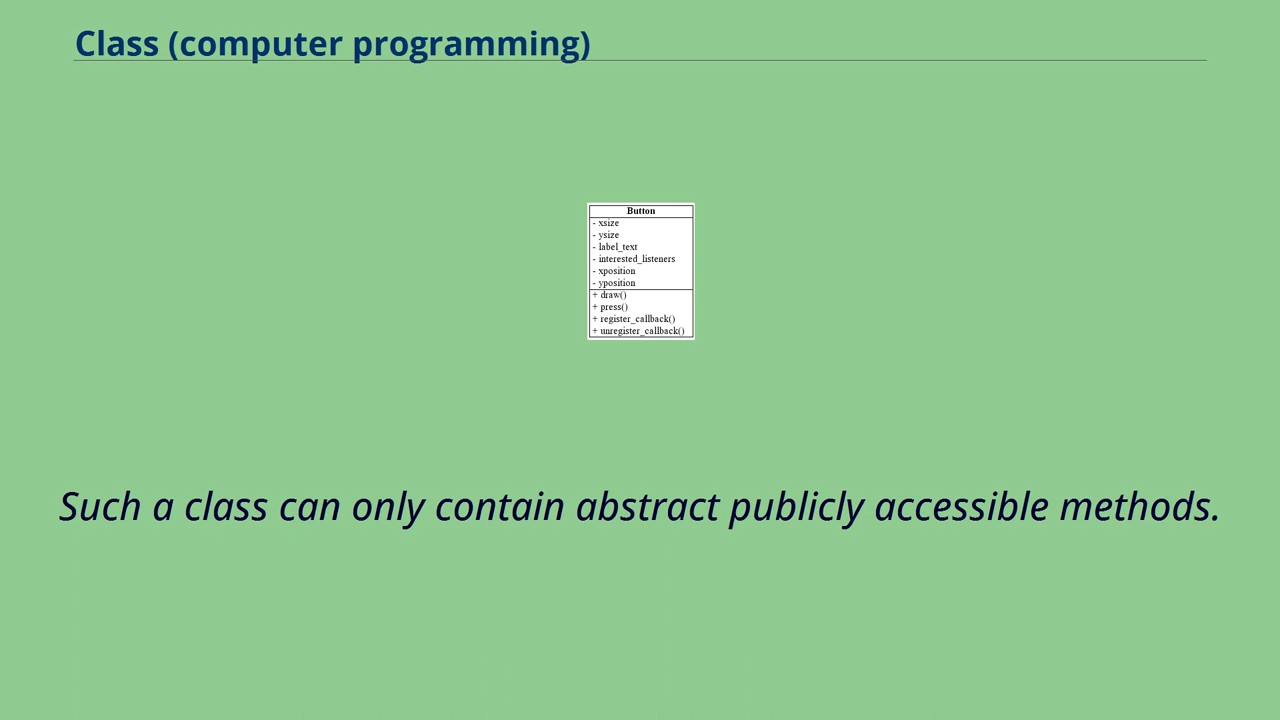 Class (computer programming)
Button
- xsize
- ysize
- label_text
- interested_listeners
- xposition
- yposition
+ draw()
+ press()
+ register_callback()
+ unregister_callback()
Such a class can only contain abstract publicly accessible methods.